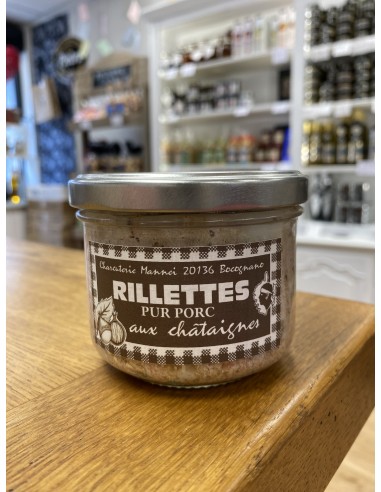 Charcuterie Mannei 20136 Bocognano
RILLETTES
PUR PORC
aux châtaignes